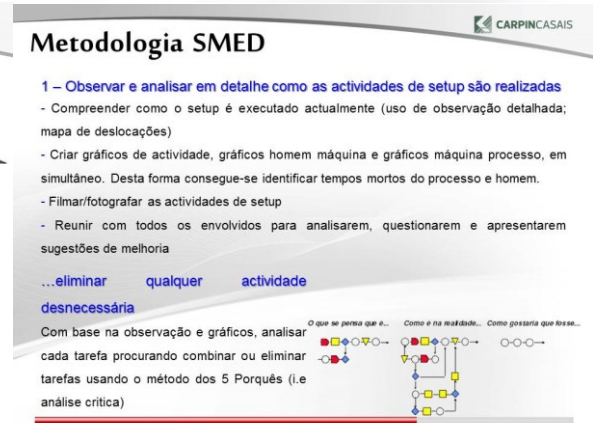 CARPINCASAIS
Metodologia SMED
1 – Observar e analisar em detalhe como as actividades de setup são realizadas
- Compreender como o setup é executado actualmente (uso de observação detalhada;
mapa de deslocações)
- Criar gráficos de actividade, gráficos homem máquina e gráficos máquina processo, em
simultâneo. Desta forma consegue-se identificar tempos mortos do processo e homem.
- Filmar/fotografar as actividades de setup
- Reunir com todos os envolvidos para analisarem, questionarem e apresentarem
sugestões de melhoria
...eliminar qualquer actividade
desnecessária
Com base na observação e gráficos, analisar
cada tarefa procurando combinar ou eliminar
tarefas usando o método dos 5 Porquês (i.e
análise critica)
O que se pensa que é...
Como é na realidade...
Como gostaria que fosse...